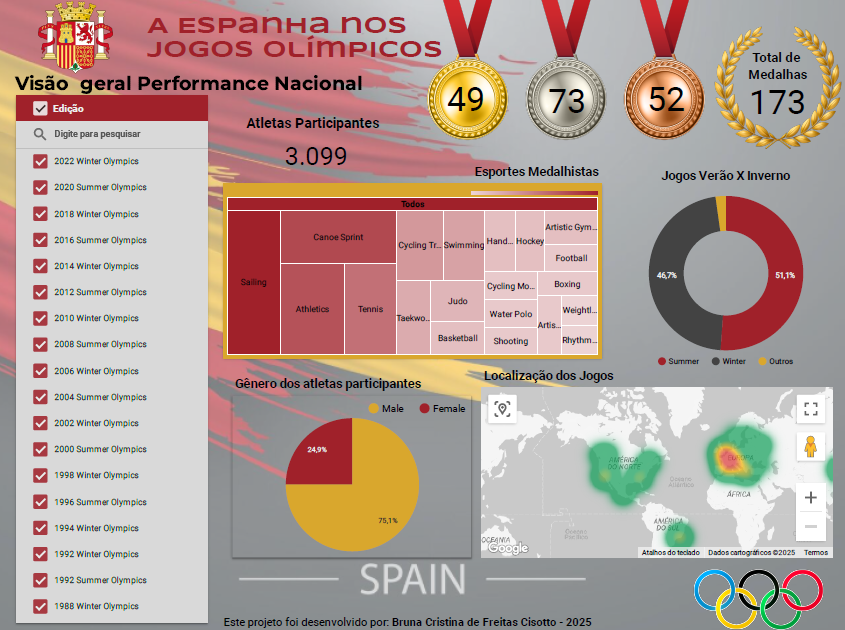 A ESPANHA NOS
JOGOS OLÍMPICOS
Visão geral Performance Nacional
49
73
52
Total de
Medalhas
173
Edição
Digite para pesquisar
2022 Winter Olympics
2020 Summer Olympics
2018 Winter Olympics
2016 Summer Olympics
2014 Winter Olympics
2012 Summer Olympics
2010 Winter Olympics
2008 Summer Olympics
2006 Winter Olympics
2004 Summer Olympics
2002 Winter Olympics
2000 Summer Olympics
1998 Winter Olympics
1996 Summer Olympics
1994 Winter Olympics
1992 Winter Olympics
1992 Summer Olympics
1988 Winter Olympics
Atletas Participantes
3.099
Esportes Medalhistas
Todos
Sailing
Canoe Sprint
Athletics
Tennis
Cycling Tr...
Swimming
Taekwo...
Judo
Basketball
Hand...
Hockey
Artistic Gym...
Football
Cycling Mo...
Boxing
Water Polo
Shooting
Artis...
Weightl...
Rhythm...
Jogos Verão X Inverno
46,7%
51,1%
Summer
Winter
Outros
Gênero dos atletas participantes
Male
Female
24,9%
75,1%
Localização dos Jogos
AMÉRICA
DO NORTE
EUROPA
Oceano
Atlântico
ÁFRICA
AMÉRICA
DO SUL
Oceano
Pacífico
OCEANIA
Google
Atalhos do teclado
Dados cartográficos ©2025
Termos
SPAIN
Este projeto foi desenvolvido por: Bruna Cristina de Freitas Cisotto - 2025